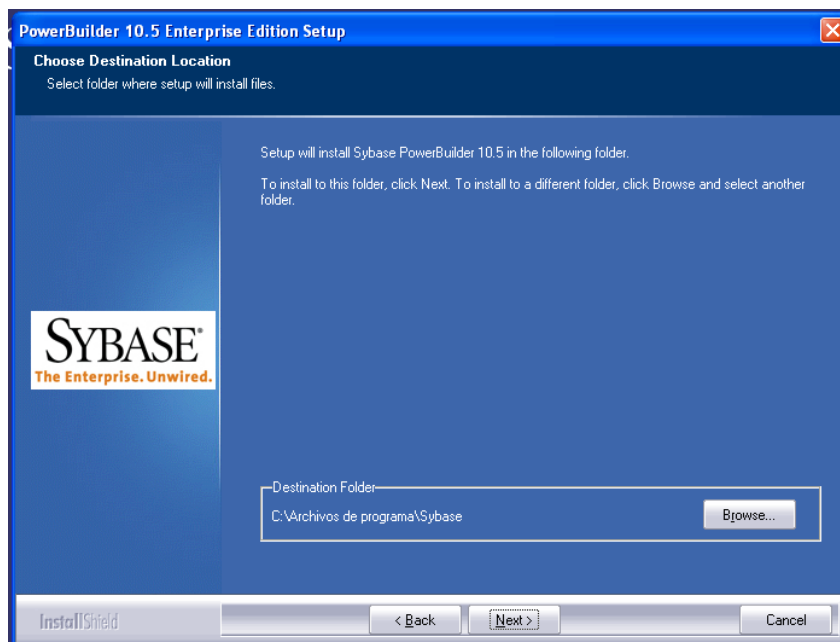 PowerBuilder 10.5 Enterprise Edition Setup
Choose Destination Location
Select folder where setup will install files.
Setup will install Sybase PowerBuilder 10.5 in the following folder.
To install to this folder, click Next. To install to a different folder, click Browse and select another
folder.
SYBASE®
The Enterprise. Unwired.
Destination Folder
C:\Archivos de programa\Sybase
Browse...
InstallShield
< Back
Next >
Cancel